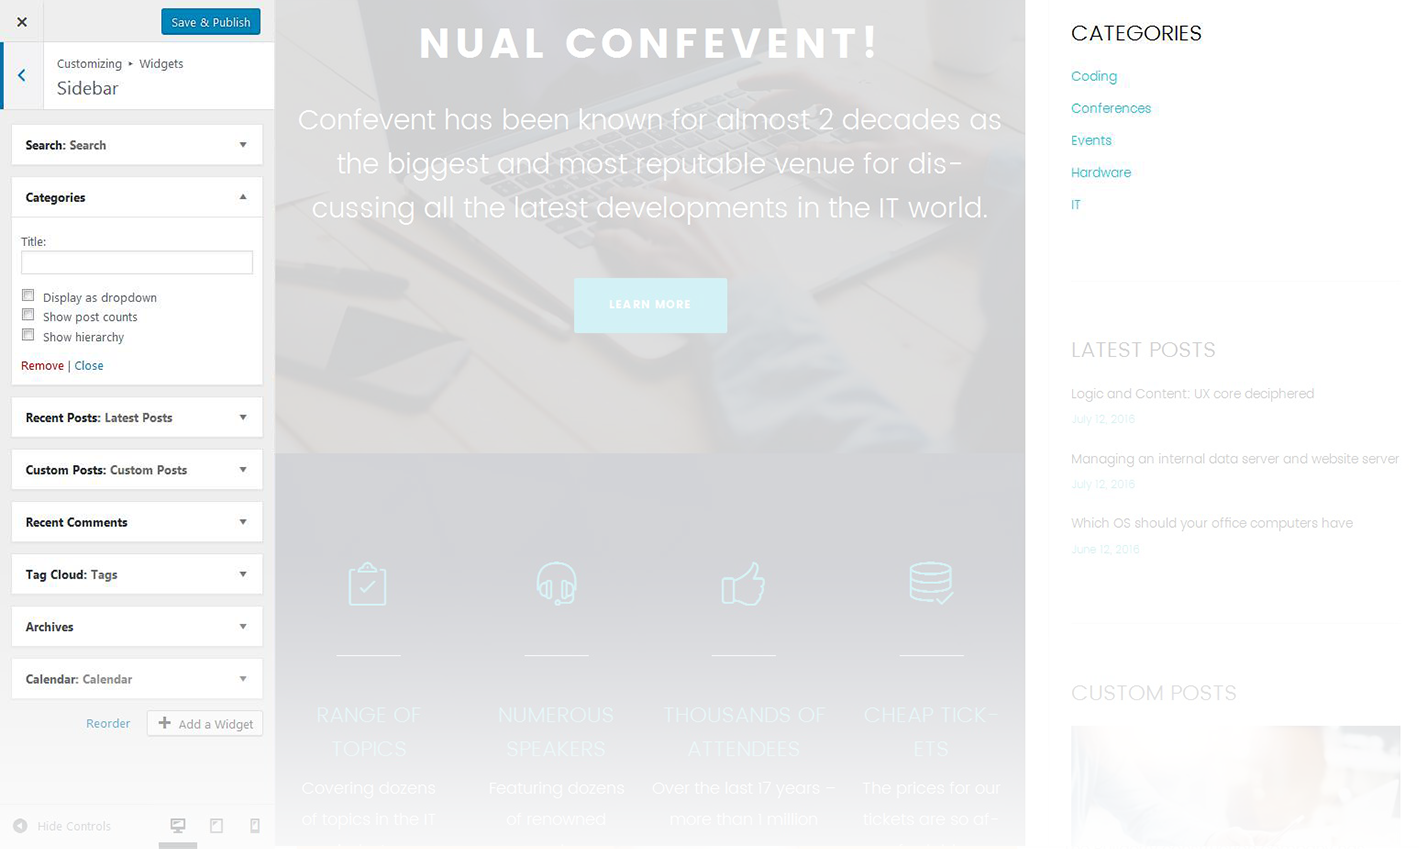 Save & Publish
Customizing ▸ Widgets
Sidebar
Search: Search
Categories
Title:
Display as dropdown
Show post counts
Show hierarchy
Remove | Close
Recent Posts: Latest Posts
Custom Posts: Custom Posts
Recent Comments
Tag Cloud: Tags
Archives
Calendar: Calendar
Reorder
Add a Widget
Hide Controls
NUAL CONFEVENT!
Confevent has been known for almost 2 decades as
the biggest and most reputable venue for dis-
cussing all the latest developments in the IT world.
LEARN MORE
RANGE OF
TOPICS
Covering dozens
of topics in the IT
NUMEROUS
SPEAKERS
Featuring dozens
of renowned
THOUSANDS OF
ATTENDEES
Over the last 17 years –
more than 1 million
CHEAP TICK-
ETS
The prices for our
tickets are so af-
CATEGORIES
Coding
Conferences
Events
Hardware
IT
LATEST POSTS
Logic and Content: UX core deciphered
July 12, 2016
Managing an internal data server and website server
July 12, 2016
Which OS should your office computers have
June 12, 2016
CUSTOM POSTS